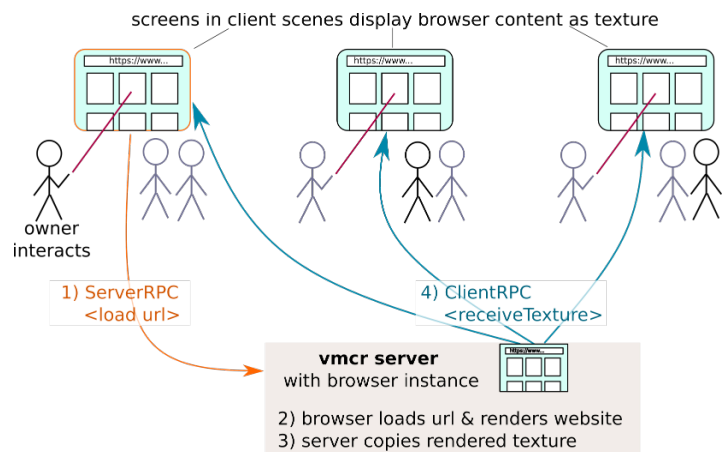 screens in client scenes display browser content as texture
https://www...
https://www...
https://www...
owner
interacts
1) ServerRPC
<load url>
4) ClientRPC
<receiveTexture>
vmcr server
with browser instance
https://www...
2) browser loads url & renders website
3) server copies rendered texture